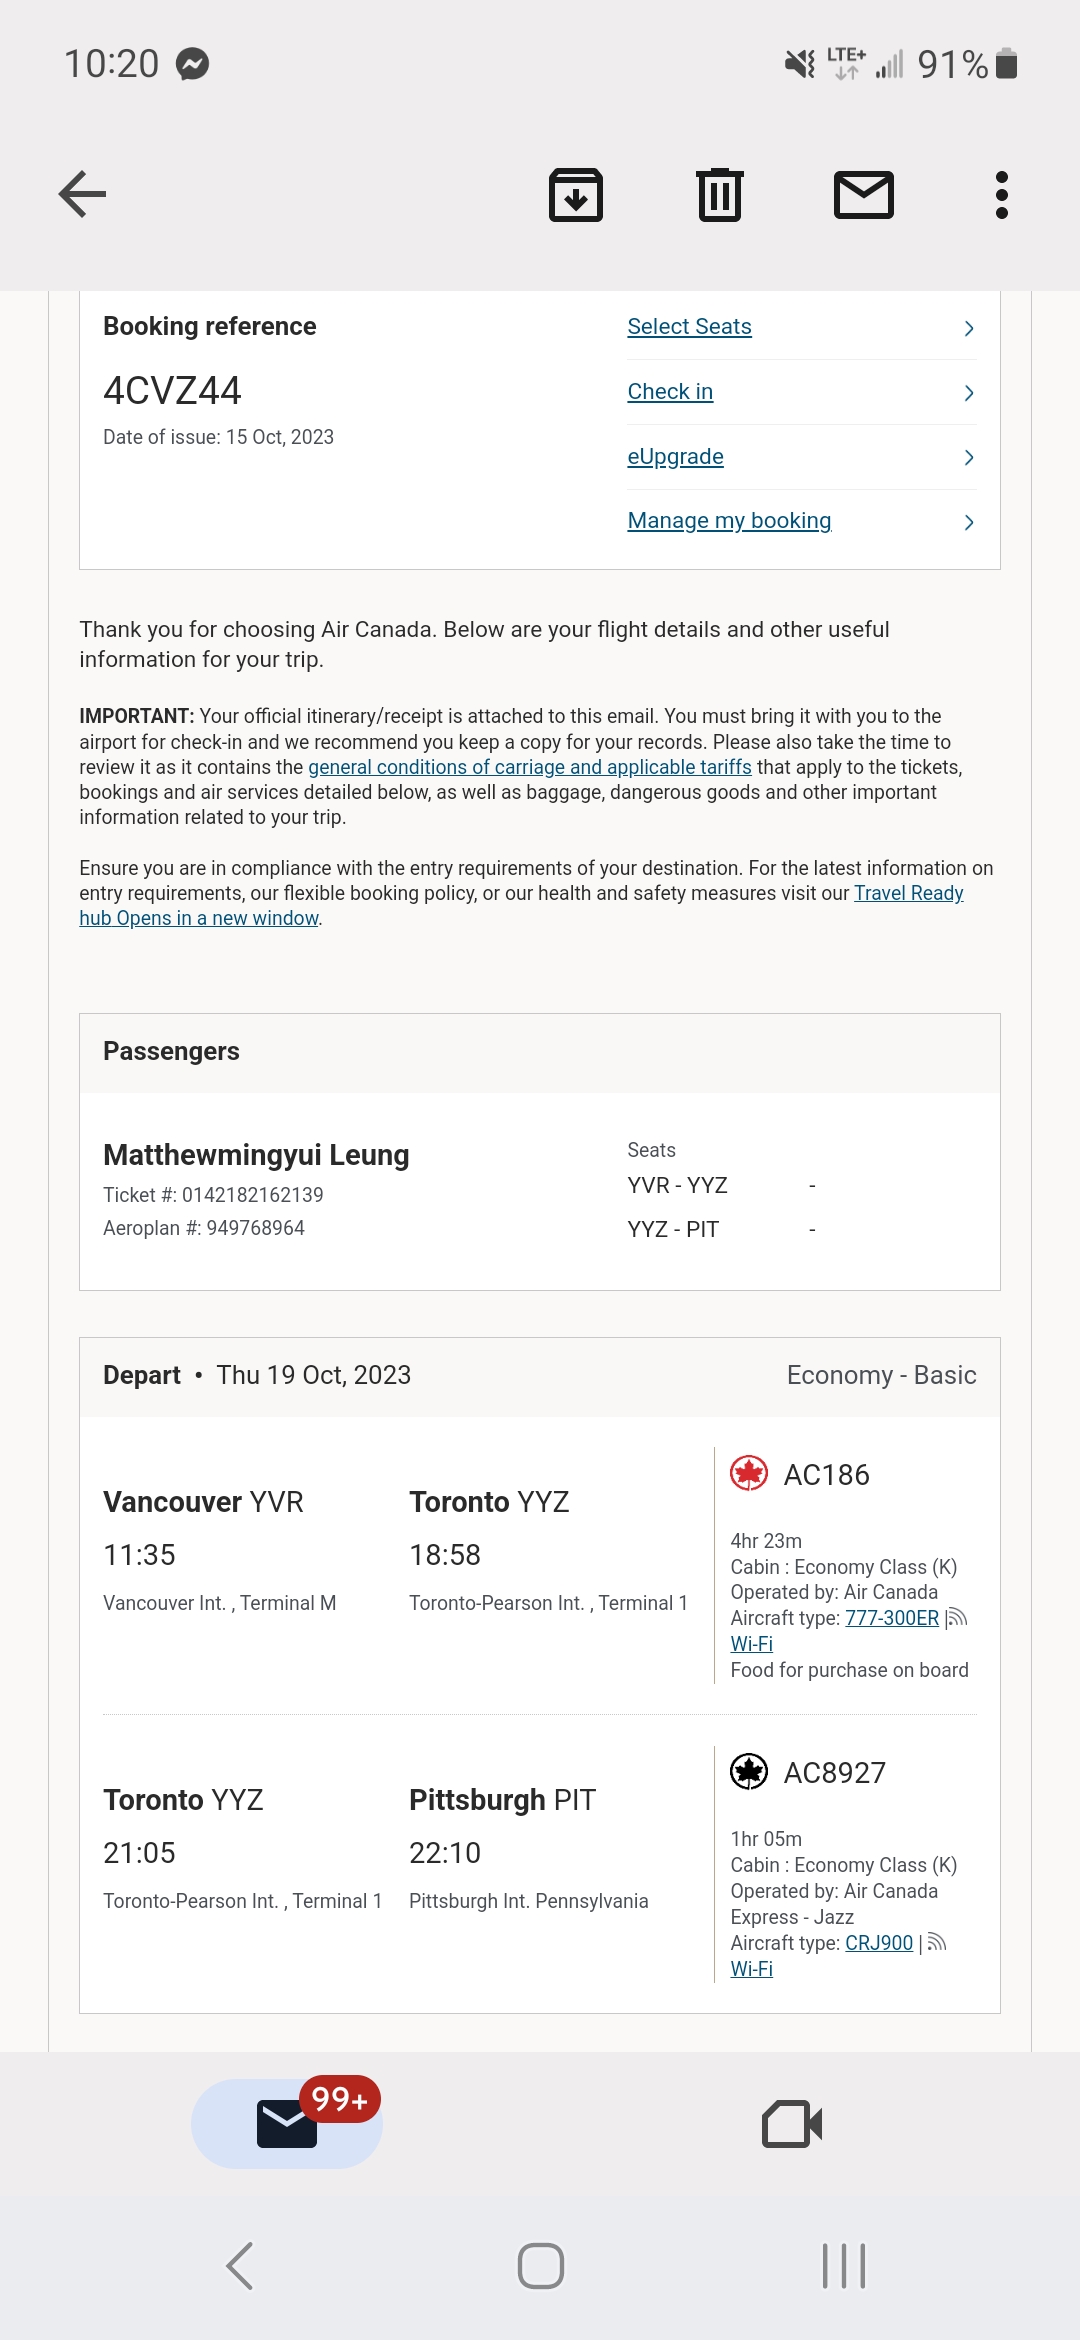 10:20
LTE+
91%
Booking reference
4CVZ44
Date of issue: 15 Oct, 2023
Select Seats
Check in
eUpgrade
Manage my booking
Thank you for choosing Air Canada. Below are your flight details and other useful
information for your trip.
IMPORTANT: Your official itinerary/receipt is attached to this email. You must bring it with you to the
airport for check-in and we recommend you keep a copy for your records. Please also take the time to
review it as it contains the general conditions of carriage and applicable tariffs that apply to the tickets,
bookings and air services detailed below, as well as baggage, dangerous goods and other important
information related to your trip.
Ensure you are in compliance with the entry requirements of your destination. For the latest information on
entry requirements, our flexible booking policy, or our health and safety measures visit our Travel Ready
hub Opens in a new window.
Passengers
Matthewmingyui Leung
Ticket #: 0142182162139
Aeroplan #: 949768964
Seats
YVR - YYZ -
YYZ - PIT -
Depart • Thu 19 Oct, 2023
Economy - Basic
Vancouver YVR
11:35
Vancouver Int. , Terminal M
Toronto YYZ
18:58
Toronto-Pearson Int. , Terminal 1
AC186
4hr 23m
Cabin : Economy Class (K)
Operated by: Air Canada
Aircraft type: 777-300ER |
Wi-Fi
Food for purchase on board
Toronto YYZ
21:05
Toronto-Pearson Int. , Terminal 1
Pittsburgh PIT
22:10
Pittsburgh Int. Pennsylvania
AC8927
1hr 05m
Cabin : Economy Class (K)
Operated by: Air Canada
Express - Jazz
Aircraft type: CRJ900 |
Wi-Fi
99+